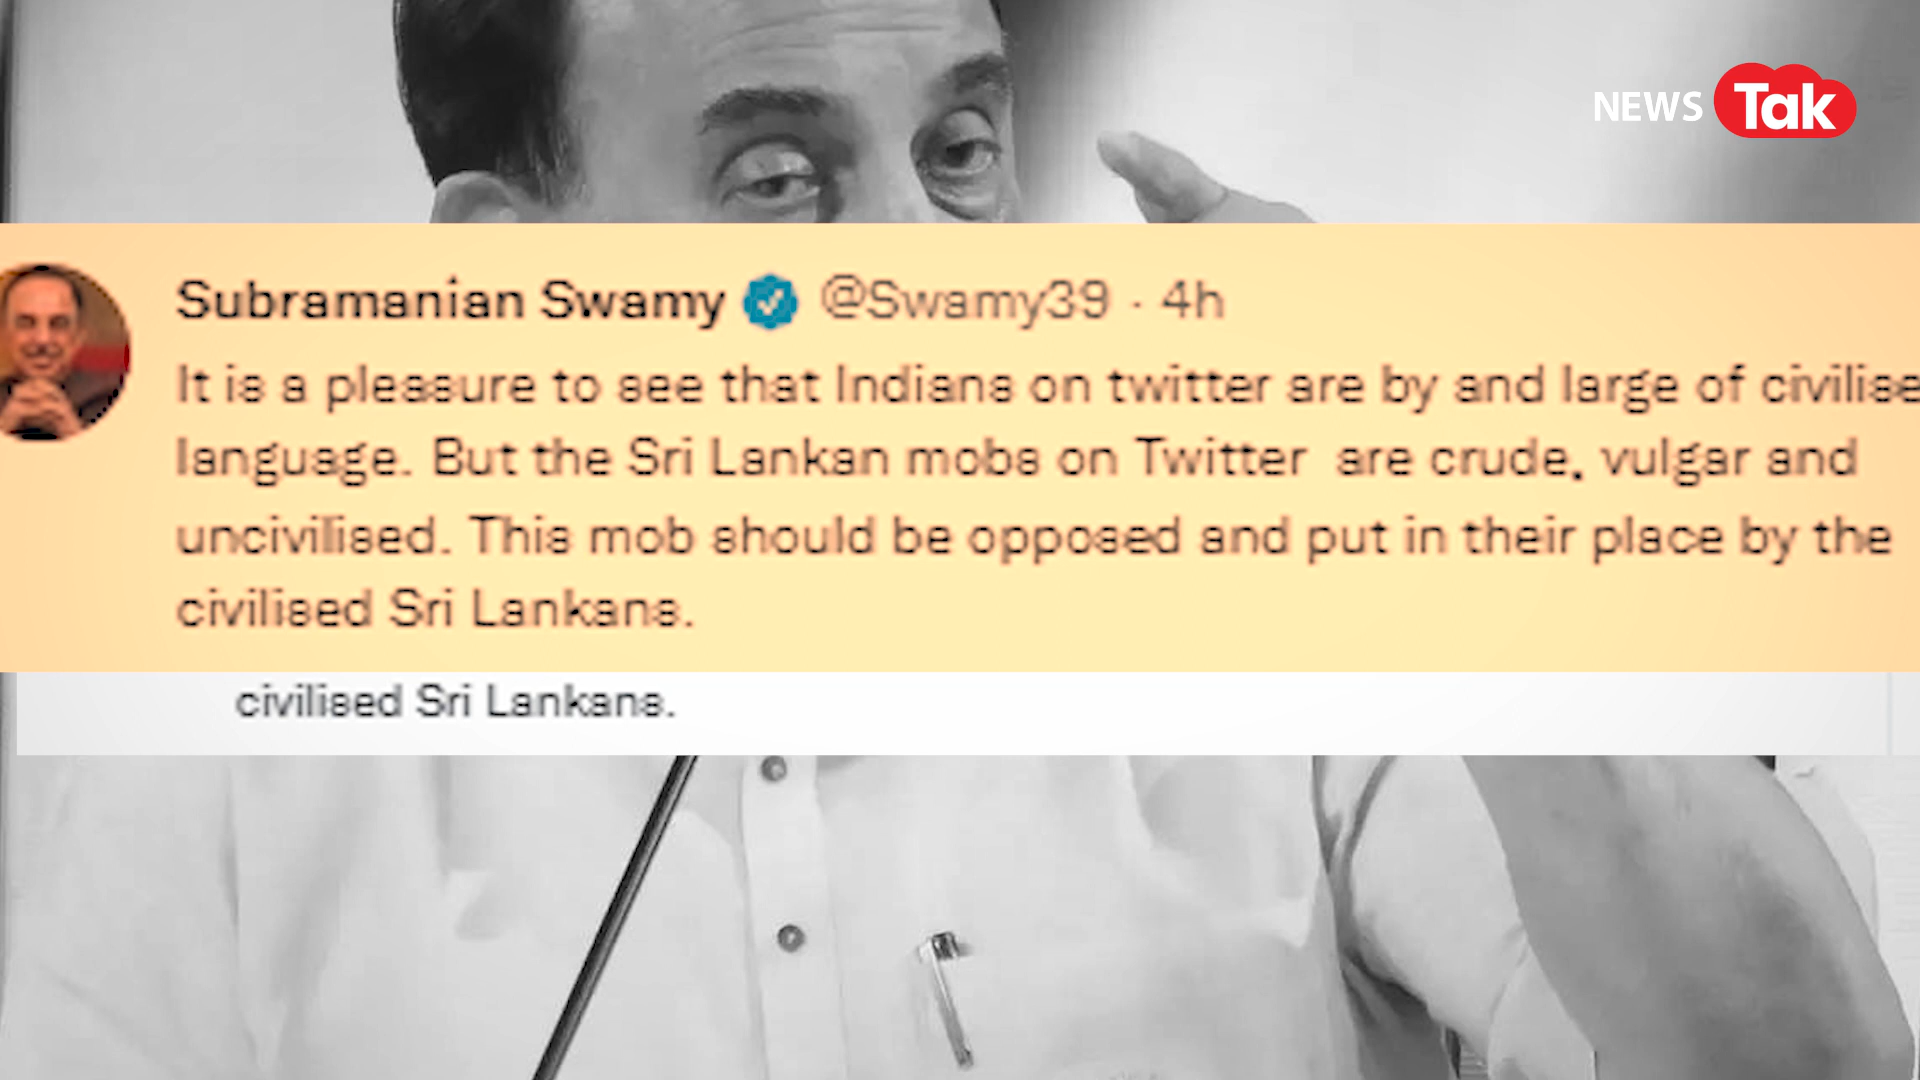 NEWS Tak
Subramanian Swamy @Swamy39 · 4h
It is a pleasure to see that Indians on twitter are by and large of civilise
language. But the Sri Lankan mobs on Twitter are crude, vulgar and
uncivilised. This mob should be opposed and put in their place by the
civilised Sri Lankans.
civilised Sri Lankans.